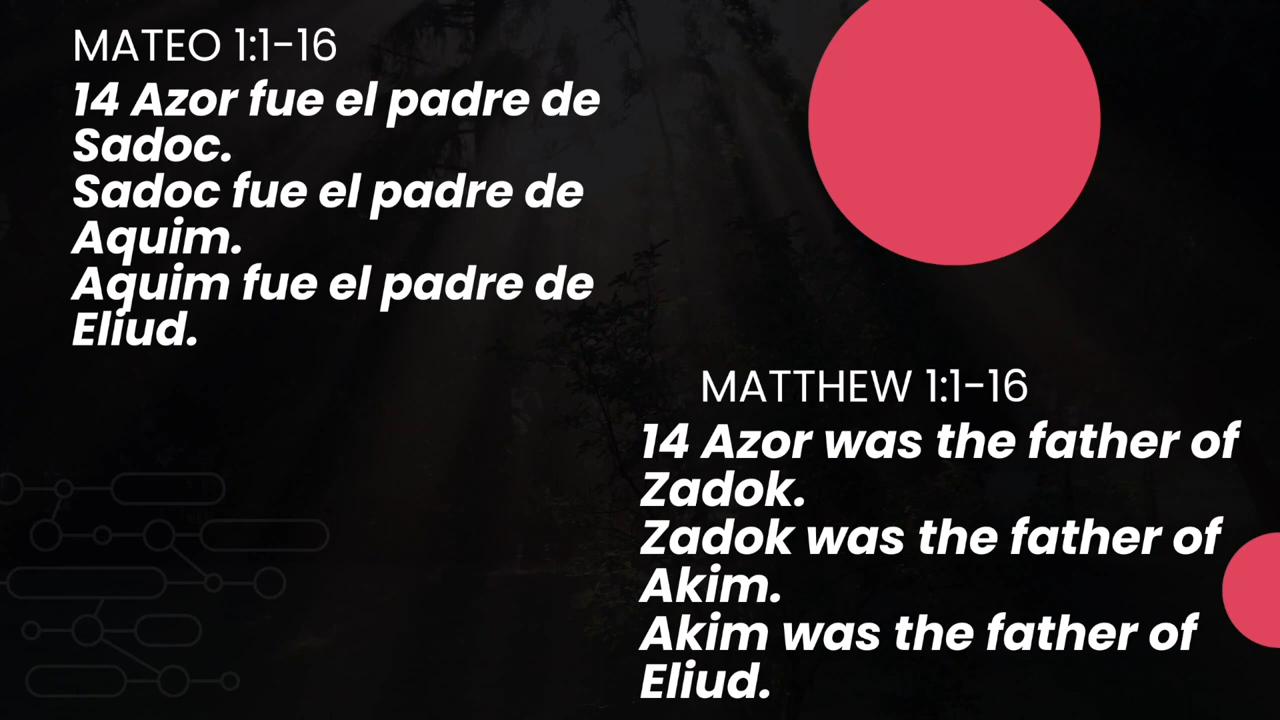 MATEO 1:1-16
14 Azor fue el padre de
Sadoc.
Sadoc fue el padre de
Aquim.
Aquim fue el padre de
Eliud.
MATTHEW 1:1-16
14 Azor was the father of
Zadok.
Zadok was the father of
Akim.
Akim was the father of
Eliud.